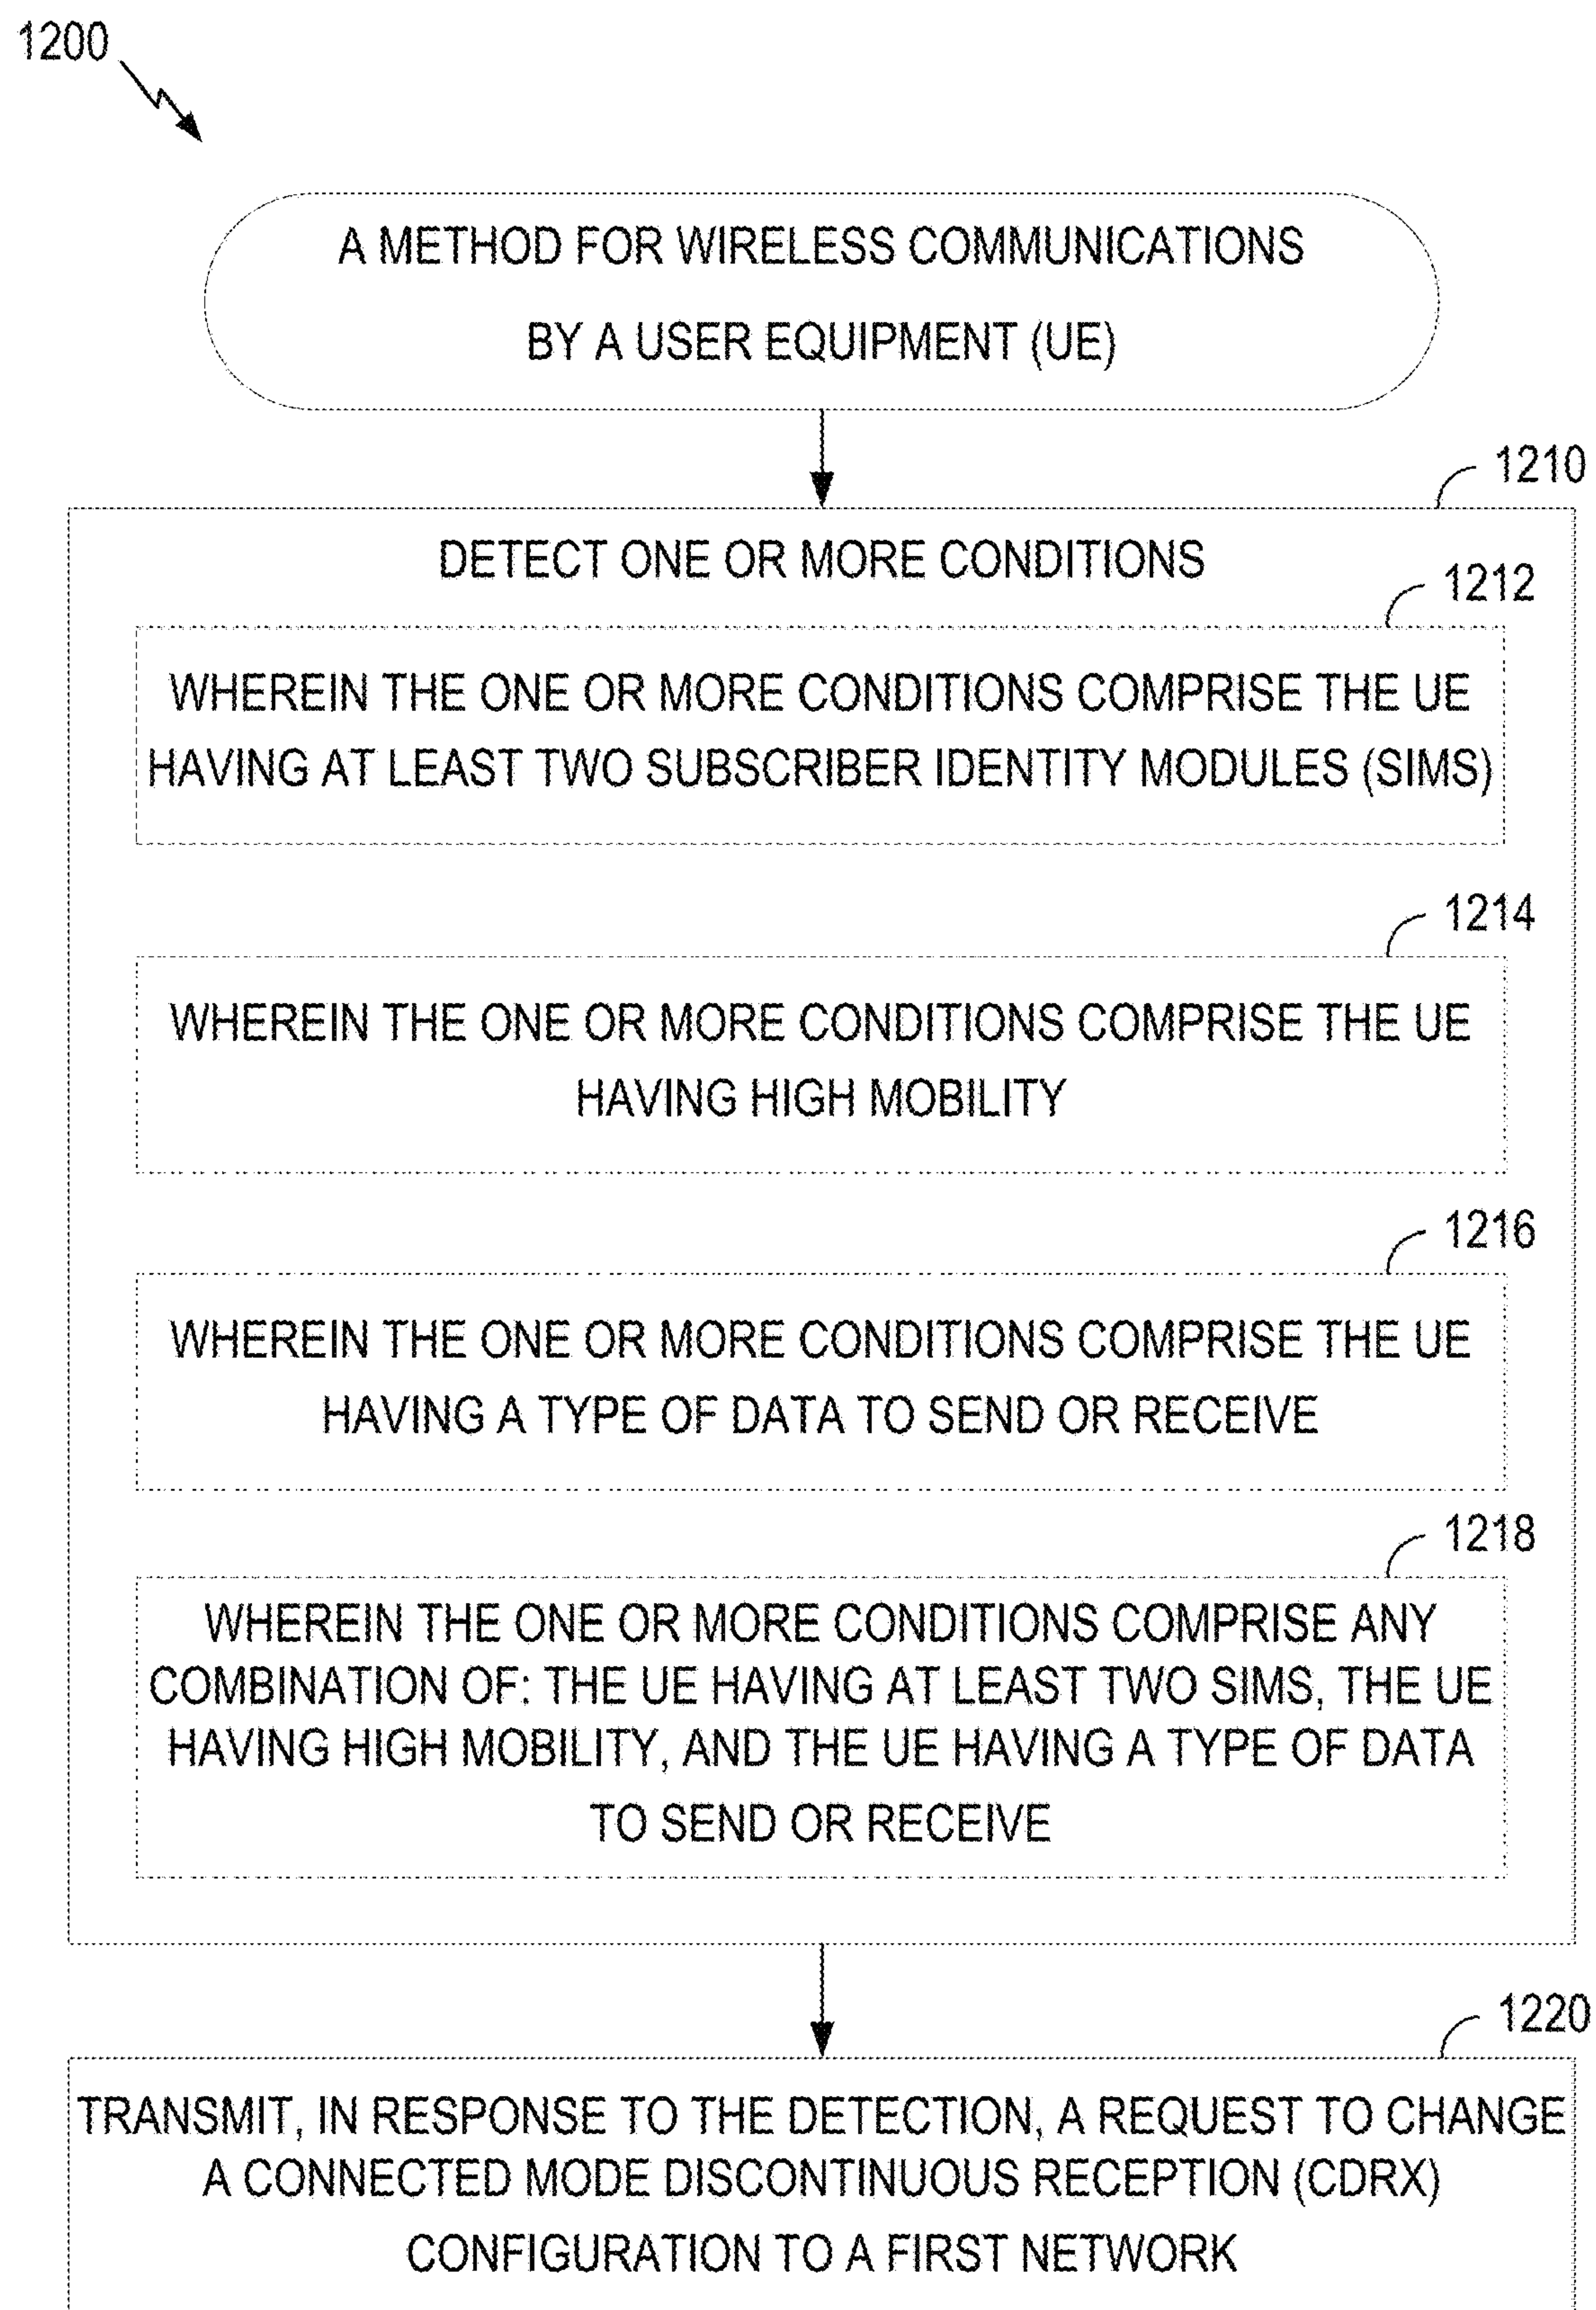 1200
A METHOD FOR WIRELESS COMMUNICATIONS
BY A USER EQUIPMENT (UE)
1210
DETECT ONE OR MORE CONDITIONS
1212
WHEREIN THE ONE OR MORE CONDITIONS COMPRISE THE UE
HAVING AT LEAST TWO SUBSCRIBER IDENTITY MODULES (SIMS)
1214
WHEREIN THE ONE OR MORE CONDITIONS COMPRISE THE UE
HAVING HIGH MOBILITY
1216
WHEREIN THE ONE OR MORE CONDITIONS COMPRISE THE UE
HAVING A TYPE OF DATA TO SEND OR RECEIVE
1218
WHEREIN THE ONE OR MORE CONDITIONS COMPRISE ANY
COMBINATION OF: THE UE HAVING AT LEAST TWO SIMS, THE UE
HAVING HIGH MOBILITY, AND THE UE HAVING A TYPE OF DATA
TO SEND OR RECEIVE
1220
TRANSMIT, IN RESPONSE TO THE DETECTION, A REQUEST TO CHANGE
A CONNECTED MODE DISCONTINUOUS RECEPTION (CDRX)
CONFIGURATION TO A FIRST NETWORK